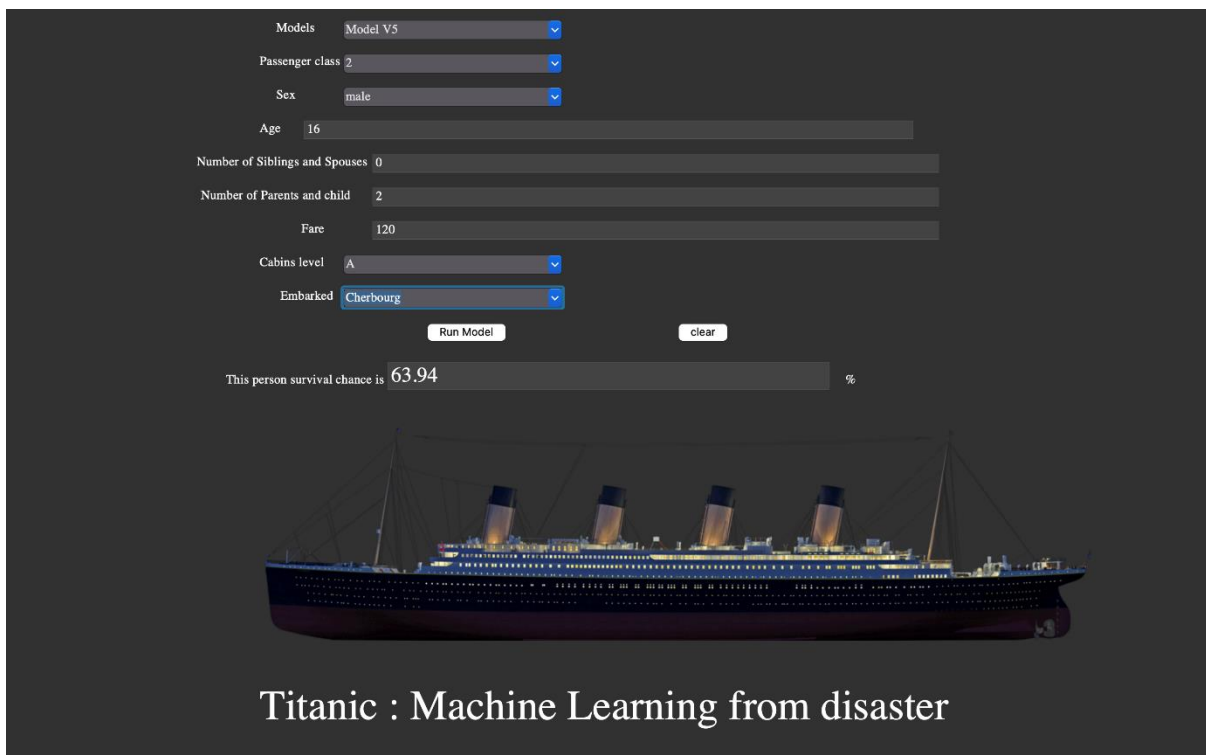 Models Model V5
Passenger class 2
Sex male
Age 16
Number of Siblings and Spouses 0
Number of Parents and child 2
Fare 120
Cabins level A
Embarked Cherbourg
Run Model clear
This person survival chance is 63.94 %
Titanic : Machine Learning from disaster